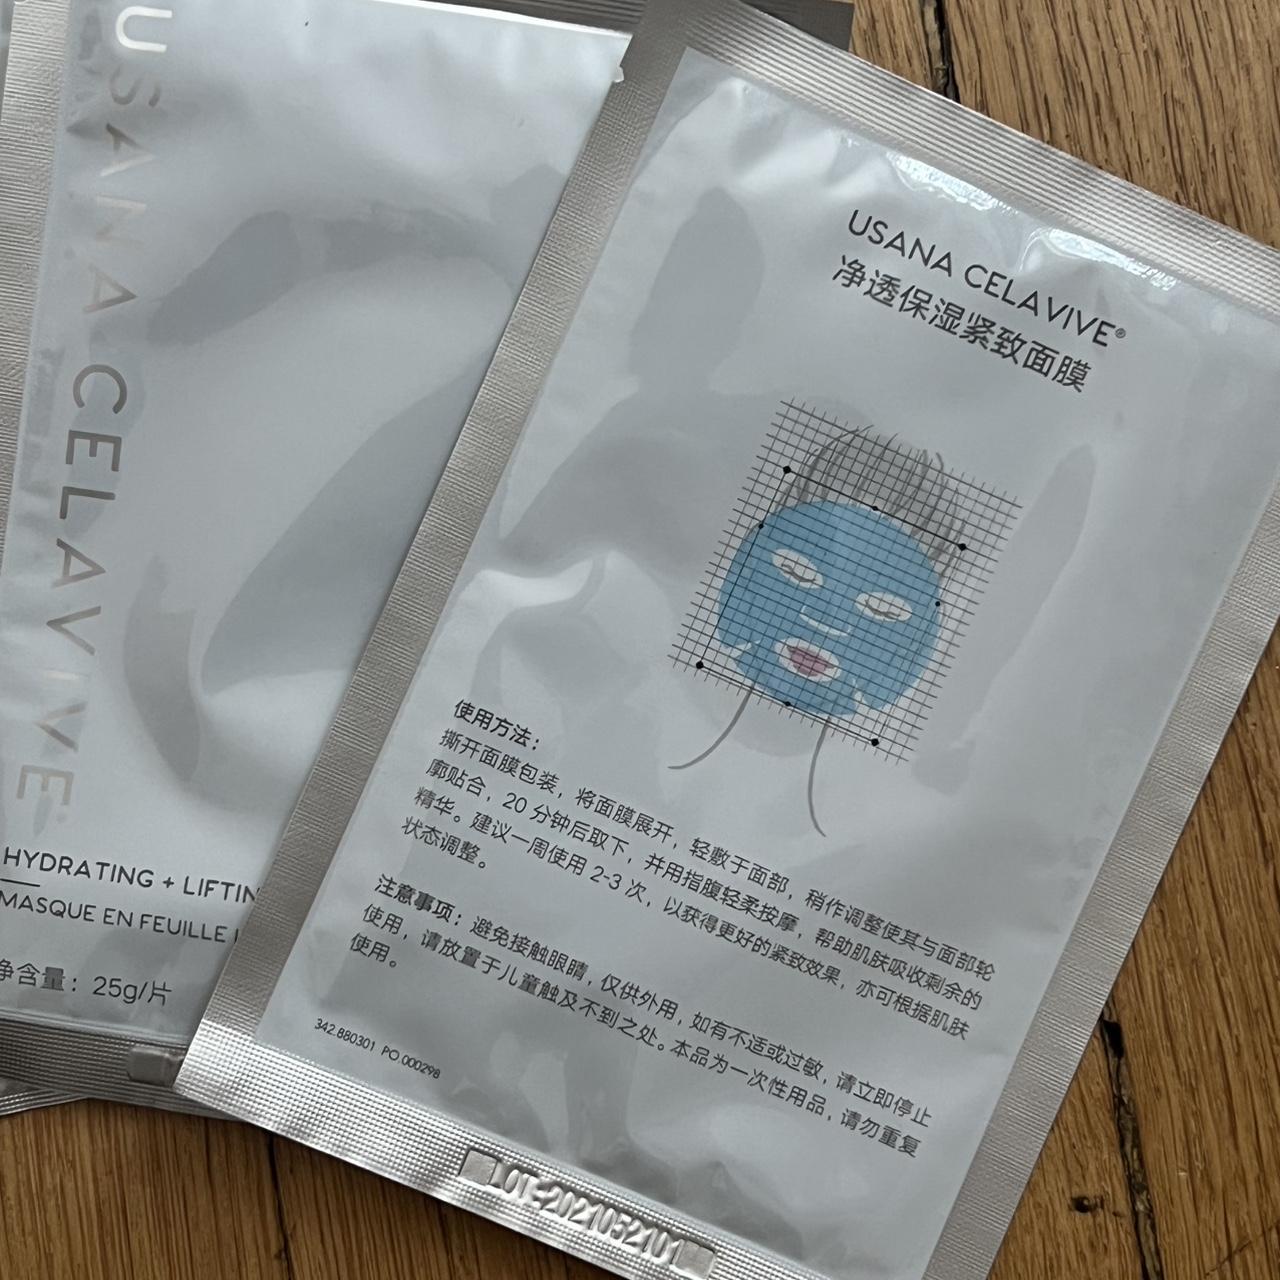 USANA CELAVIVE
HYDRATING + LIFTIN
MASQUE EN FEUILLE
净含量：25g/片
USANA CELAVIVE®
净透保湿紧致面膜
使用方法：
撕开面膜包装，将面膜展开，轻敷于面部，稍作调整使其与面部轮
廓贴合，20 分钟后取下，并用指腹轻柔按摩，帮助肌肤吸收剩余的
精华。建议一周使用 2-3 次，以获得更好的紧致效果，亦可根据肌肤
状态调整。
注意事项：避免接触眼睛，仅供外用，如有不适或过敏，请立即停止
使用，请放置于儿童触及不到之处。本品为一次性用品，请勿重复
使用。
342.880301 PO.000298
LOT:2021052101